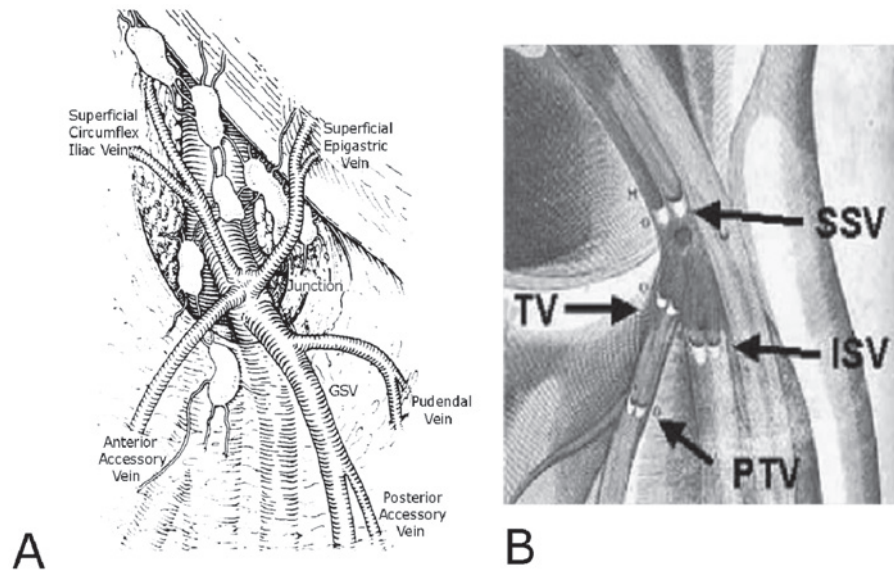 Superficial
Circumflex
Iliac Vein
Superficial
Epigastric
Vein
Junction
GSV
Pudendal
Vein
Anterior
Accessory
Vein
Posterior
Accessory
Vein
A
SSV
TV
ISV
PTV
B